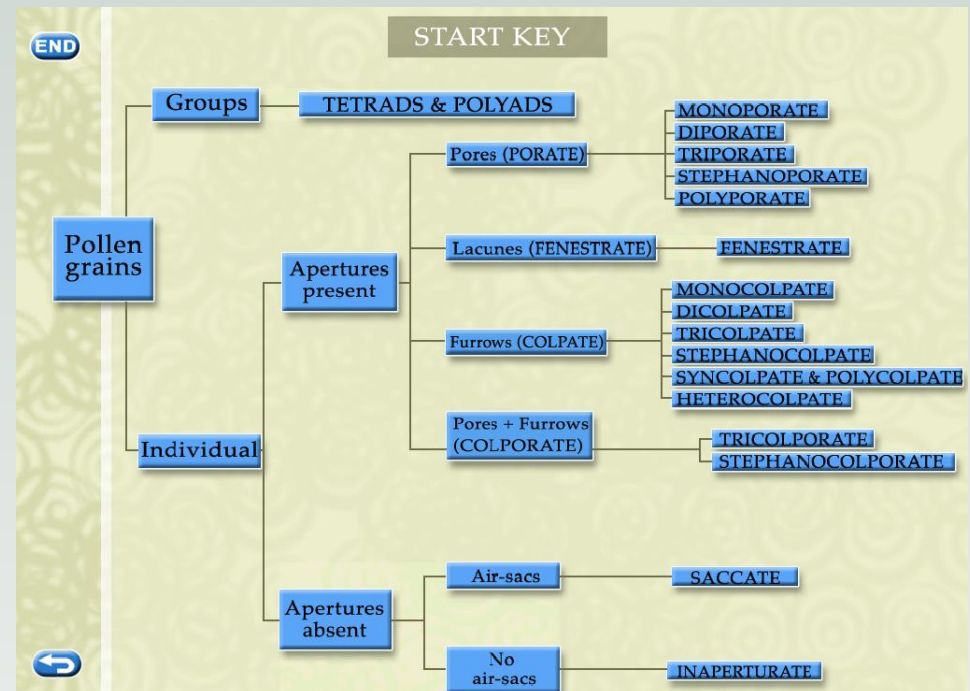 END
START KEY
Groups
TETRADS & POLYADS
Pollen
grains
Individual
Apertures
present
Pores (PORATE)
MONOPORATE
DIPORATE
TRIPORATE
STEPHANOPORATE
POLYPORATE
Lacunes (FENESTRATE)
FENESTRATE
Furrows (COLPATE)
MONOCOLPATE
DICOLPATE
TRICOLPATE
STEPHANOCOLPATE
SYNCOLPATE & POLYCOLPATE
HETEROCOLPATE
Pores + Furrows
(COLPORATE)
TRICOLPORATE
STEPHANOCOLPORATE
Apertures
absent
Air-sacs
SACCATE
No
air-sacs
INAPERTURATE